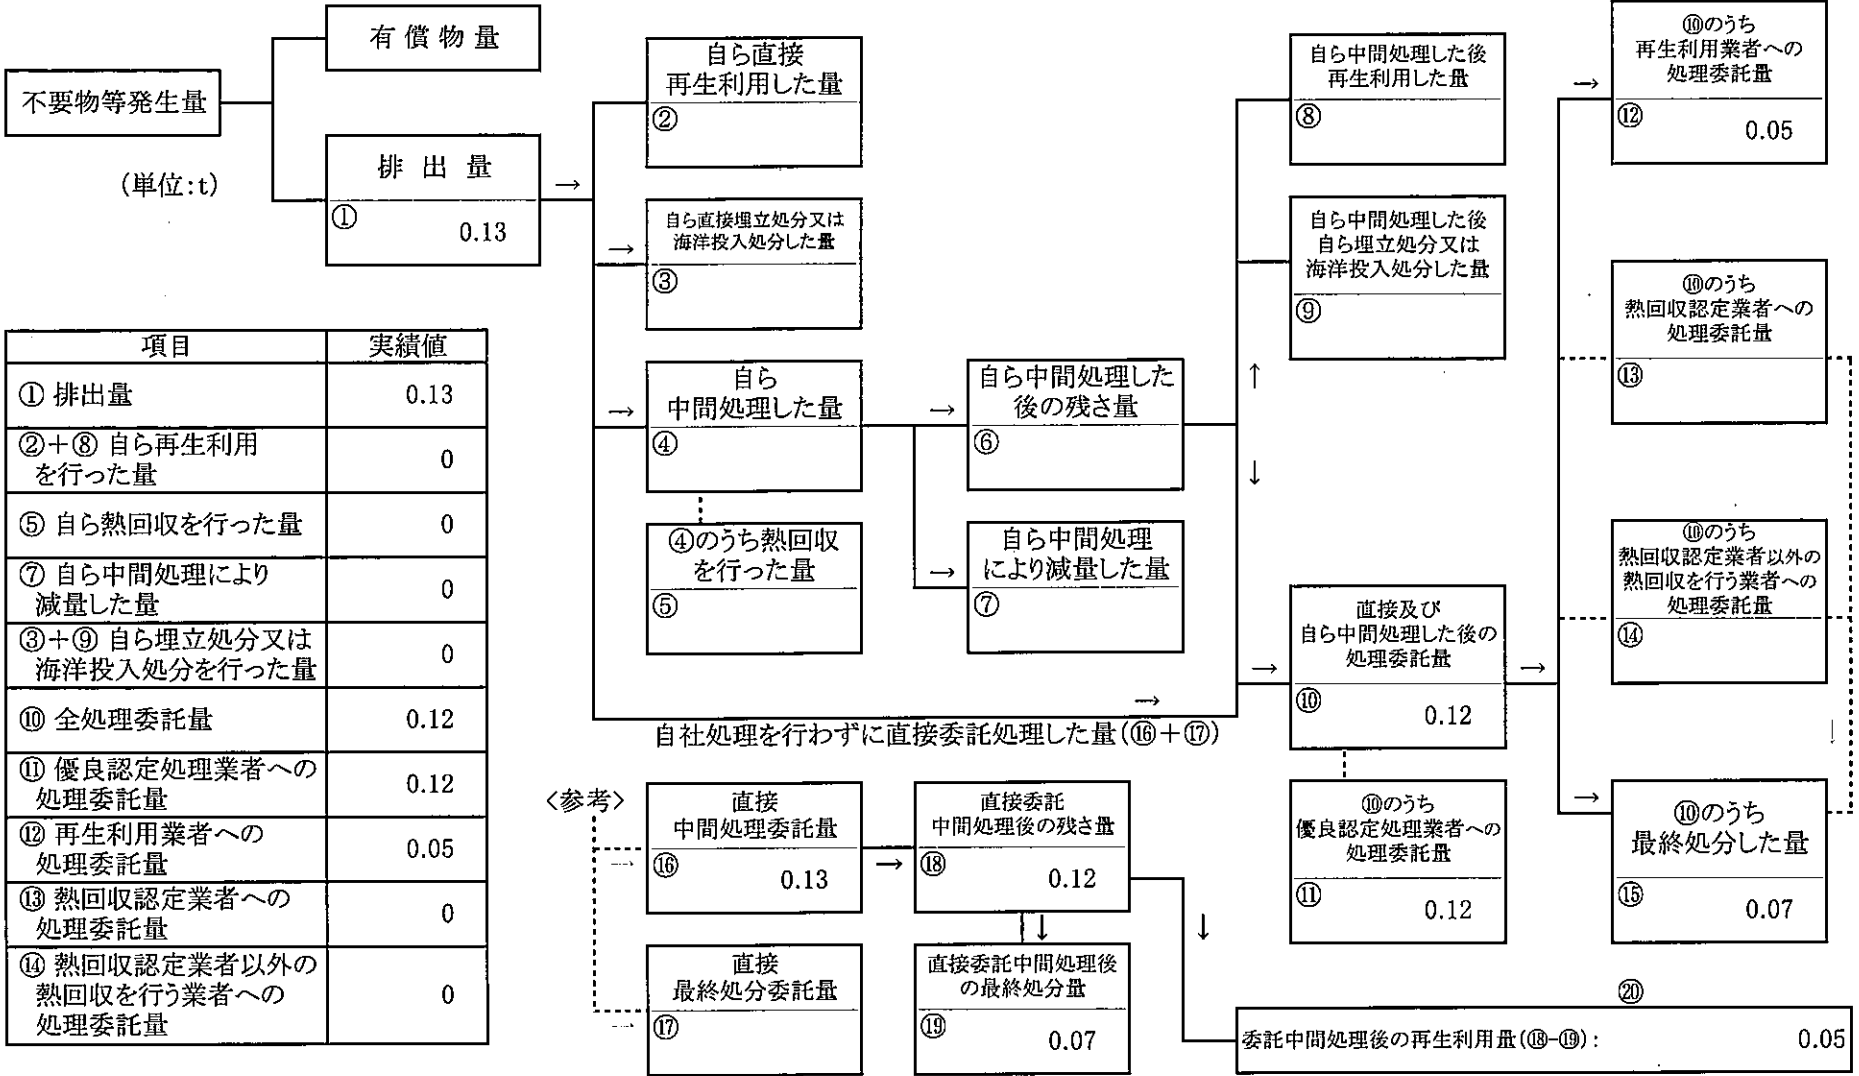 不要物等発生量
(単位:t)
有償物量
排出量
①
0.13
→
自ら直接
再生利用した量
②
→
自ら直接埋立処分又は
海洋投入処分した量
③
→
自ら
中間処理した量
④
④のうち熱回収
を行った量
⑤
→
自ら中間処理した
後の残さ量
⑥
→
自ら中間処理
により減量した量
⑦
↑
↓
自ら中間処理した後
再生利用した量
⑧
自ら中間処理した後
自ら埋立処分又は
海洋投入処分した量
⑨
→
自社処理を行わずに直接委託処理した量(⑯+⑰)
→
直接及び
自ら中間処理した後の
処理委託量
⑩
0.12
⑩のうち
優良認定処理業者への
処理委託量
⑪
0.12
→
→
⑩のうち
再生利用業者への
処理委託量
⑫
0.05
⑩のうち
熱回収認定業者への
処理委託量
⑬
⑩のうち
熱回収認定業者以外の
熱回収を行う業者への
処理委託量
⑭
↓
→
⑩のうち
最終処分した量
⑮
0.07
項目 実績値
① 排出量 0.13
②+⑧ 自ら再生利用
を行った量 0
⑤ 自ら熱回収を行った量 0
⑦ 自ら中間処理により
減量した量 0
③+⑨ 自ら埋立処分又は
海洋投入処分を行った量 0
⑩ 全処理委託量 0.12
⑪ 優良認定処理業者への
処理委託量 0.12
⑫ 再生利用業者への
処理委託量 0.05
⑬ 熱回収認定業者への
処理委託量 0
⑭ 熱回収認定業者以外の
熱回収を行う業者への
処理委託量 0
〈参考〉
→
直接
中間処理委託量
⑯
0.13
→
直接委託
中間処理後の残さ量
⑱
0.12
↓
↓
→
直接
最終処分委託量
⑰
直接委託中間処理後
の最終処分量
⑲
0.07
⑳
委託中間処理後の再生利用量(⑱-⑲): 0.05